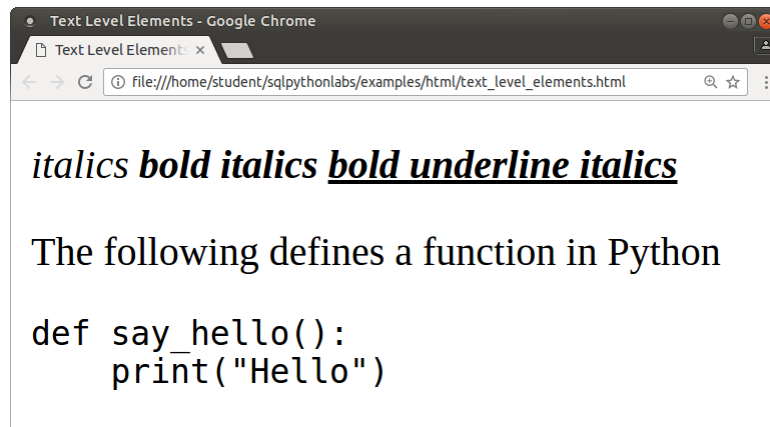 Text Level Elements - Google Chrome
Text Level Elements
file:///home/student/sqlpythonlabs/examples/html/text_level_elements.html
italics bold italics bold underline italics
The following defines a function in Python
def say_hello():
    print("Hello")